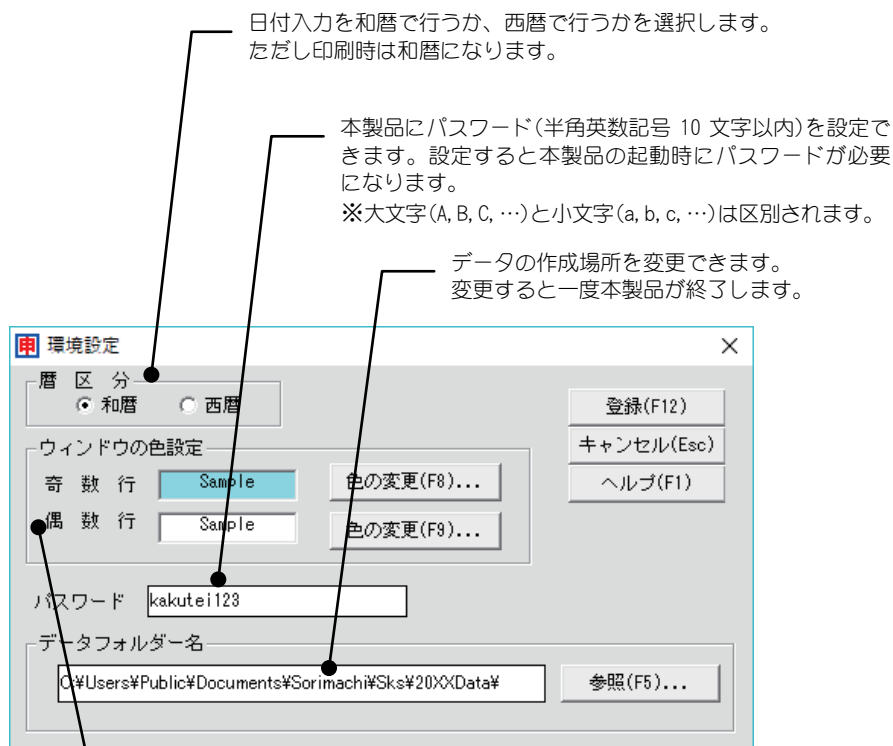 日付入力を和暦で行うか、西暦で行うかを選択します。
ただし印刷時は和暦になります。
本製品にパスワード(半角英数記号 10 文字以内)を設定で
きます。設定すると本製品の起動時にパスワードが必要
になります。
※大文字(A,B,C,…)と小文字(a,b,c,…)は区別されます。
データの作成場所を変更できます。
変更すると一度本製品が終了します。
申 環境設定
暦 区 分
和暦 西暦
登録(F12)
キャンセル(Esc)
ヘルプ(F1)
ウィンドウの色設定
奇 数 行 Sample 色の変更(F8)...
偶 数 行 Sample 色の変更(F9)...
パスワード kakutei123
データフォルダー名
C:¥Users¥Public¥Documents¥Sorimachi¥Sks¥20XXData¥ 参照(F5)...